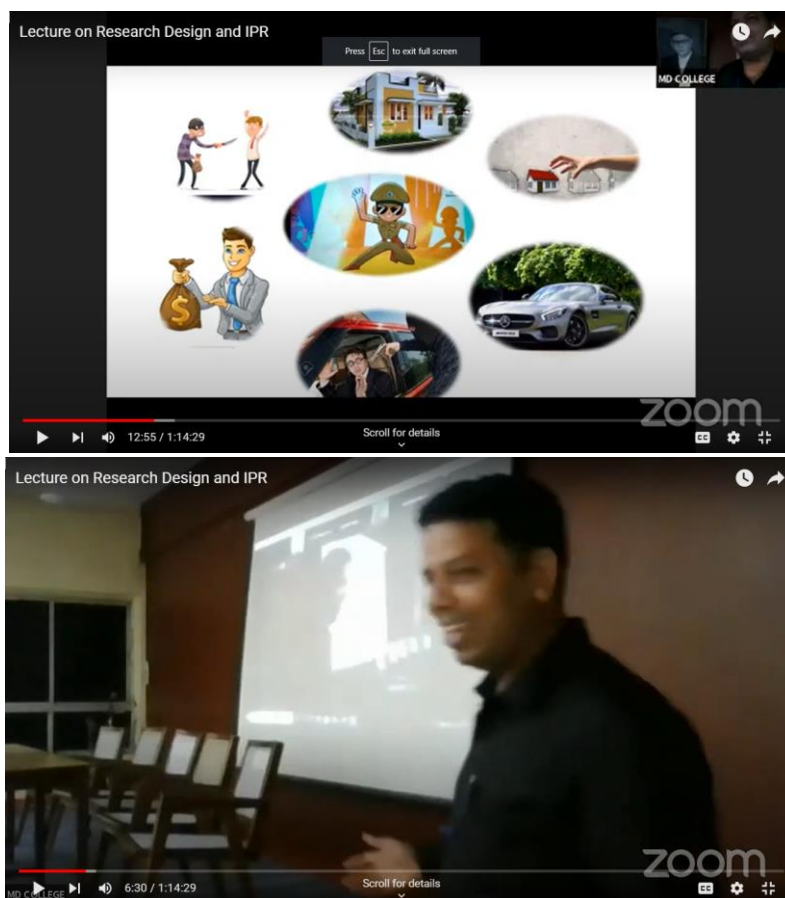 Lecture on Research Design and IPR
Press Esc to exit full screen
MD COLLEGE
$
zoom
12:55 / 1:14:29
Scroll for details
CC
Lecture on Research Design and IPR
zoom
MD COLLEGE
6:30 / 1:14:29
Scroll for details
CC